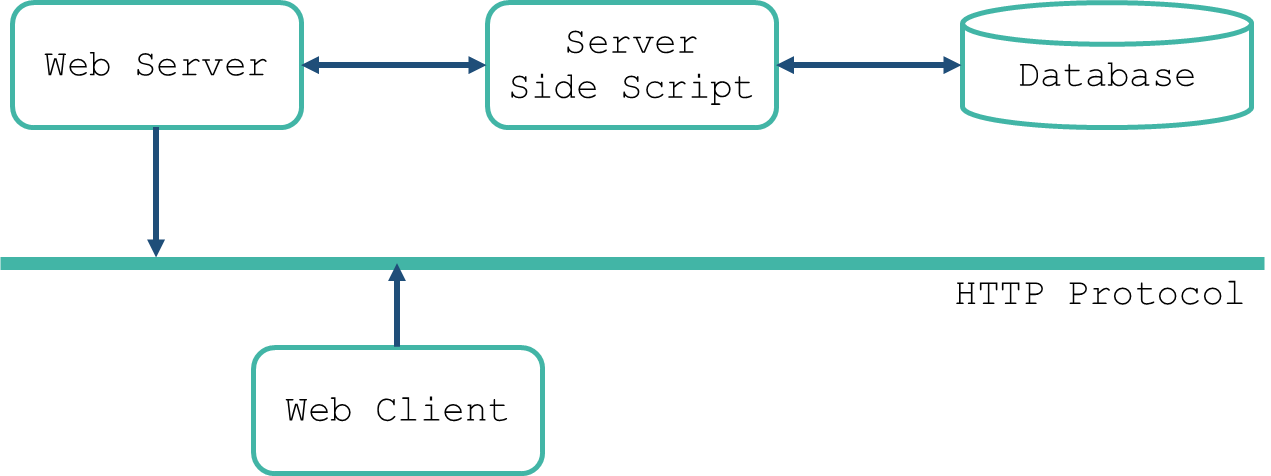 Web Server
Server
Side Script
Database
HTTP Protocol
Web Client